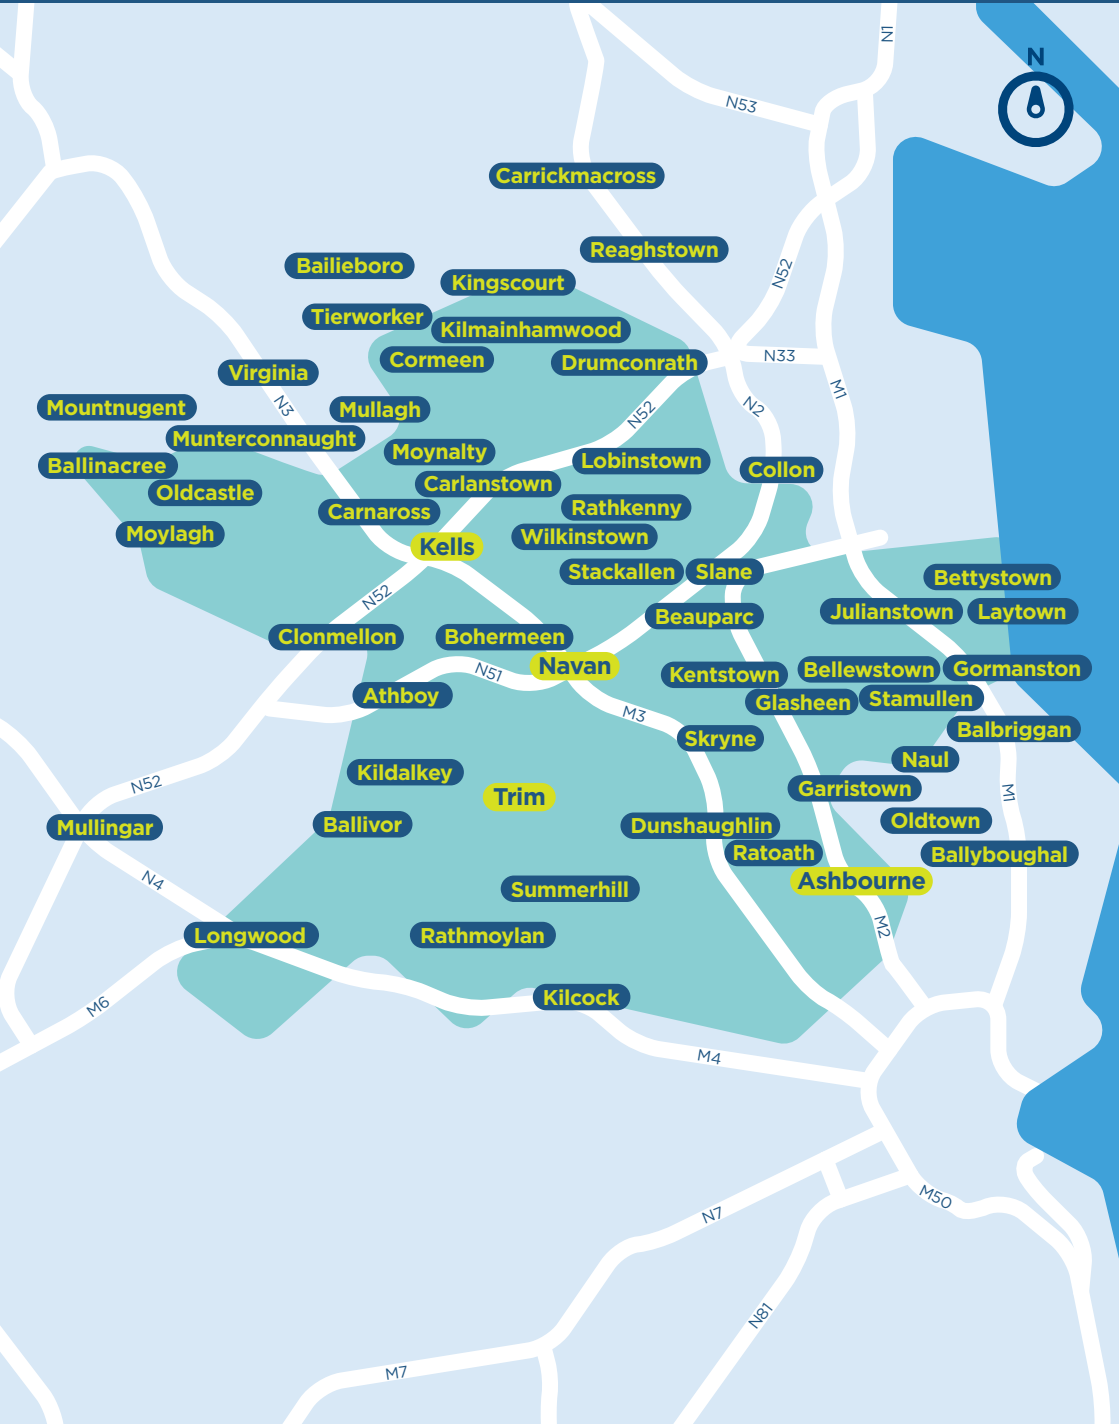 N1
N
N53
Carrickmacross
Reaghstown
Bailieboro
N52
Kingscourt
Tierworker
Kilmainhamwood
N33
Cormeen
Drumconrath
Virginia
M1
N3
Mountnugent
Mullagh
N52
N2
Munterconnaught
Moynalty
Lobinstown
Ballinacree
Collon
Carlanstown
Oldcastle
Rathkenny
Carnaross
Moylagh
Wilkinstown
Kells
Stackallen
Slane
Bettystown
N52
Julianstown
Laytown
Beauparc
Clonmellon
Bohermeen
Navan
N51
Kentstown
Bellewstown
Gormanston
Athboy
Glasheen
Stamullen
M3
Balbriggan
Skryne
Naul
Kildalkey
N52
Garristown
Trim
M1
Oldtown
Mullingar
Ballivor
Dunshaughlin
Ratoath
Ballyboughal
N4
Ashbourne
Summerhill
M2
Longwood
Rathmoylan
Kilcock
M6
M4
M50
N7
N81
M7